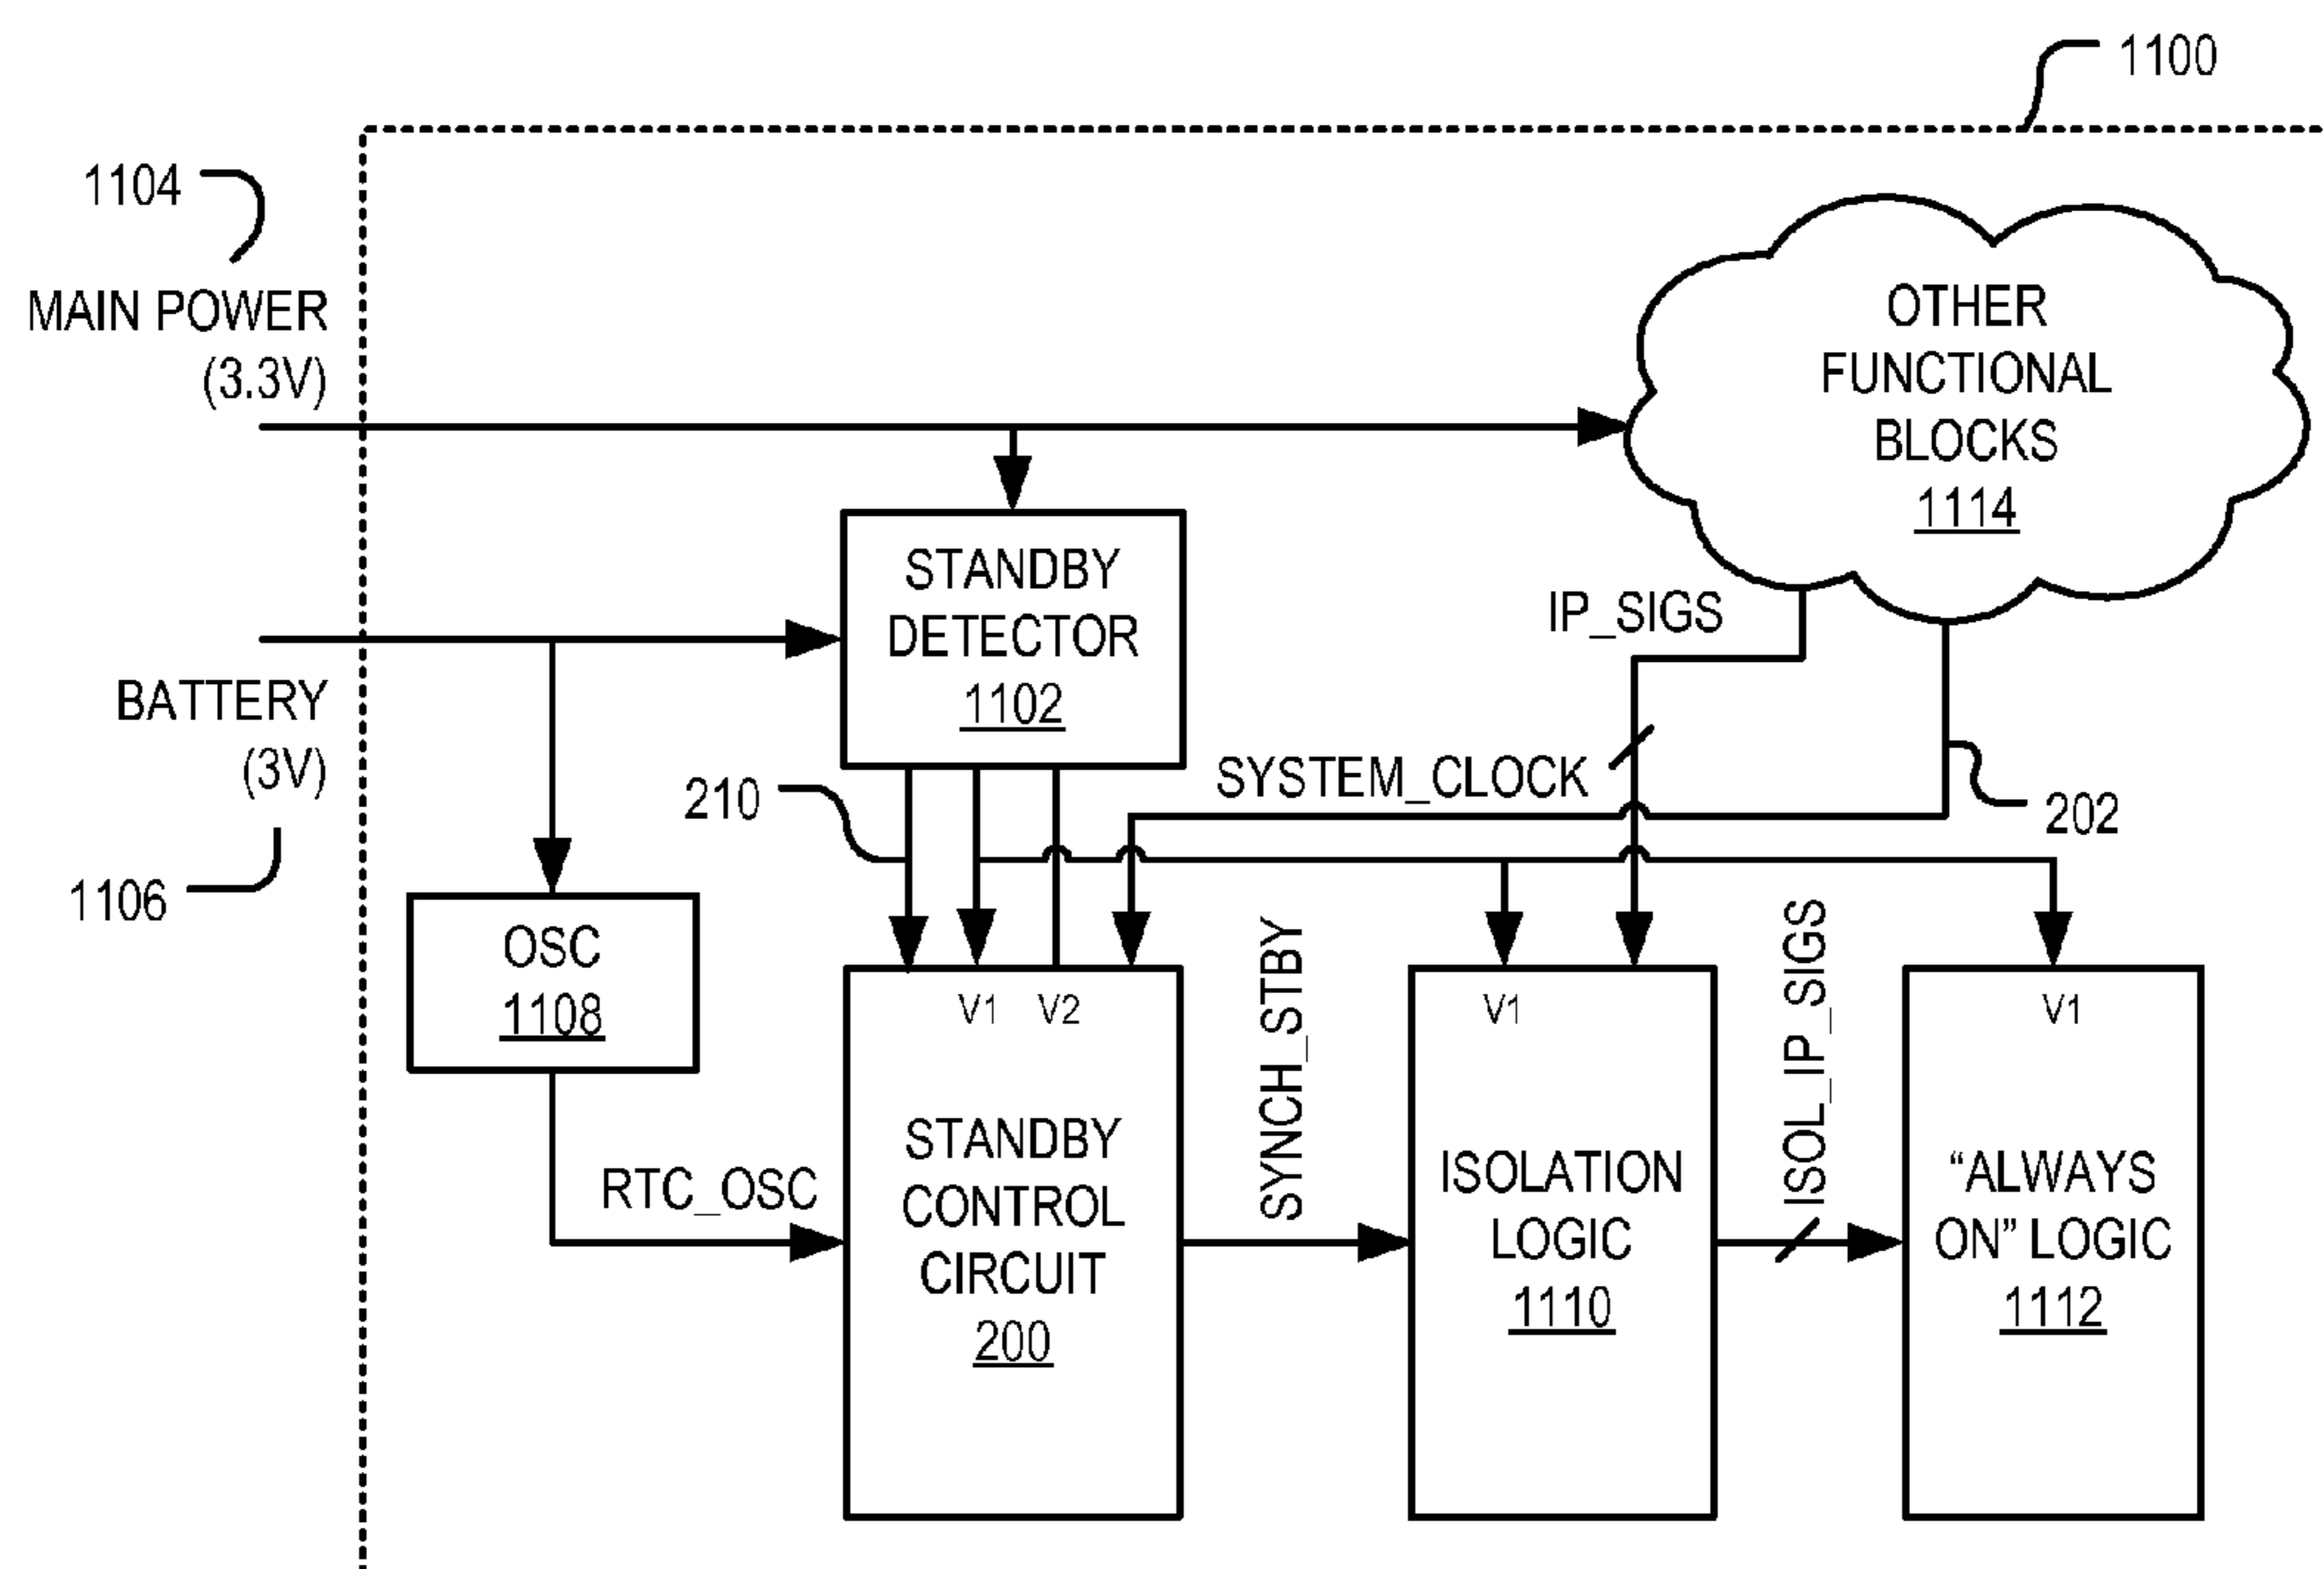 1100
1104
MAIN POWER
(3.3V)
OTHER
FUNCTIONAL
BLOCKS
1114
STANDBY
DETECTOR
1102
IP_SIGS
BATTERY
(3V)
1106
210
SYSTEM_CLOCK
202
OSC
1108
V1
V2
V1
V1
RTC_OSC
STANDBY
CONTROL
CIRCUIT
200
SYNCH_STBY
ISOLATION
LOGIC
1110
ISOL_IP_SIGS
“ALWAYS
ON” LOGIC
1112